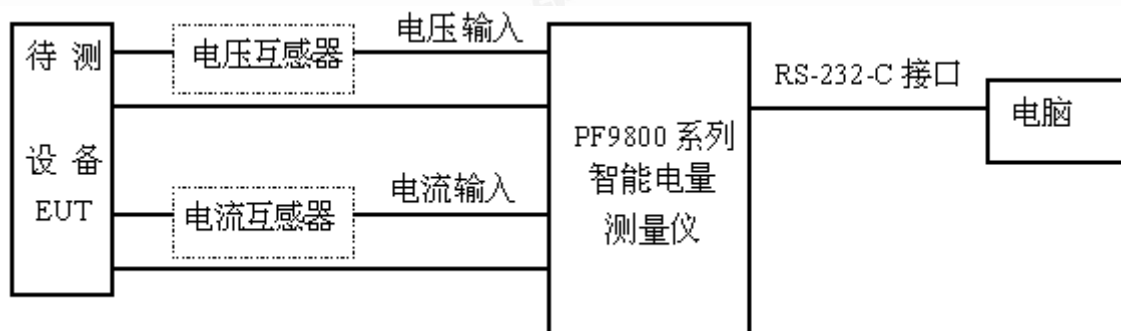 待 测
设 备
EUT
电压互感器
电压输入
电流互感器
电流输入
PF9800 系列
智能电量
测量仪
RS-232-C 接口
电脑